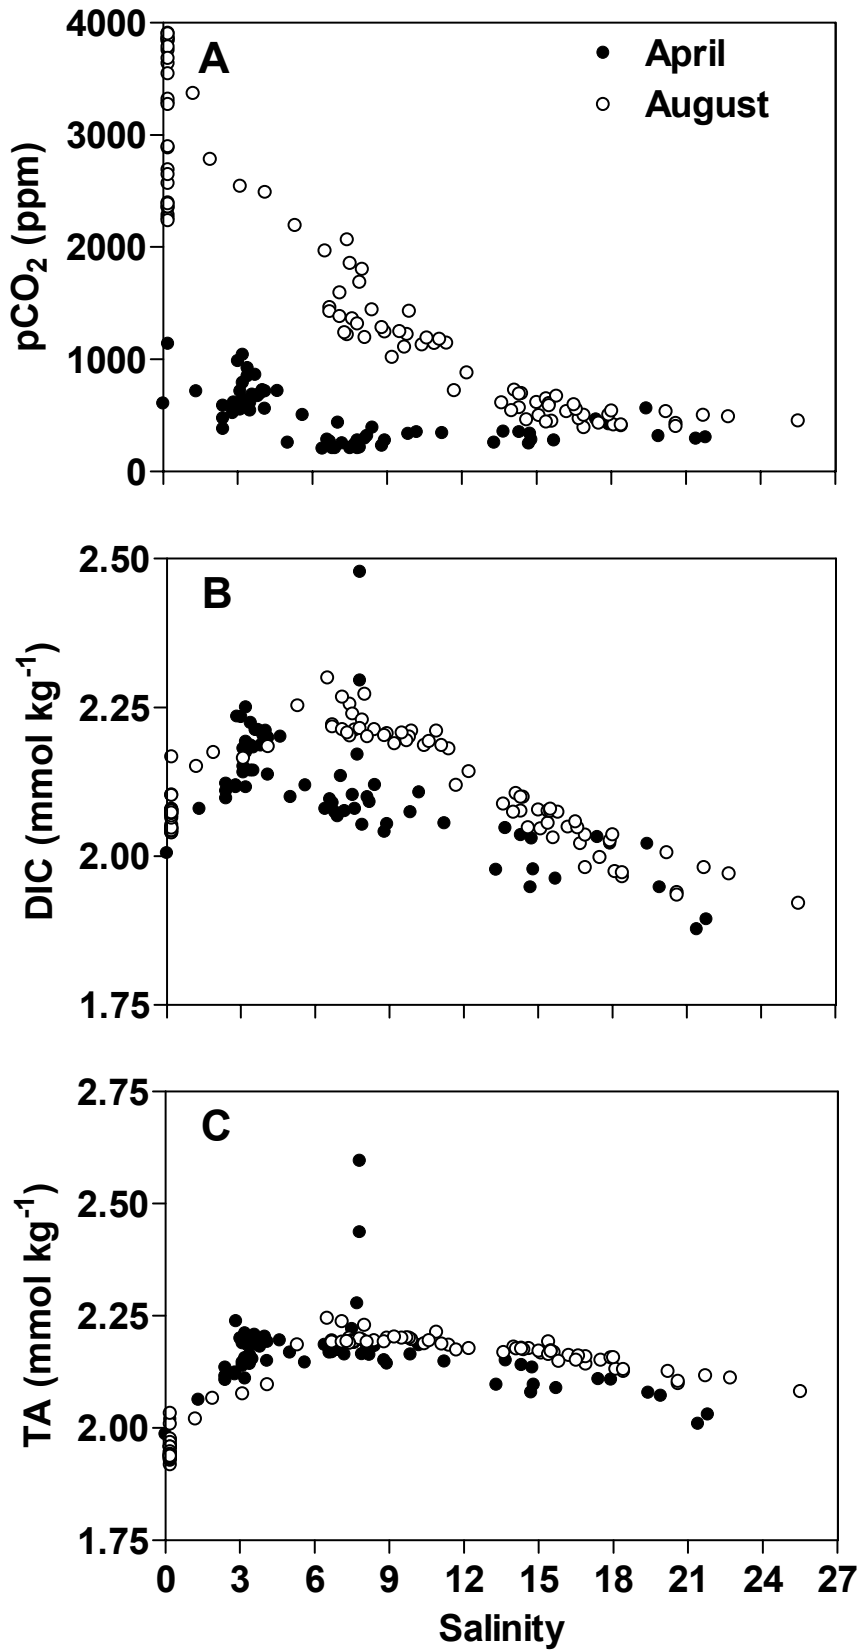 4000
3000
2000
1000
0
pCO₂ (ppm)
A
April
August
2.50
2.25
2.00
1.75
DIC (mmol kg⁻¹)
B
2.75
2.50
2.25
2.00
1.75
TA (mmol kg⁻¹)
C
0 3 6 9 12 15 18 21 24 27
Salinity